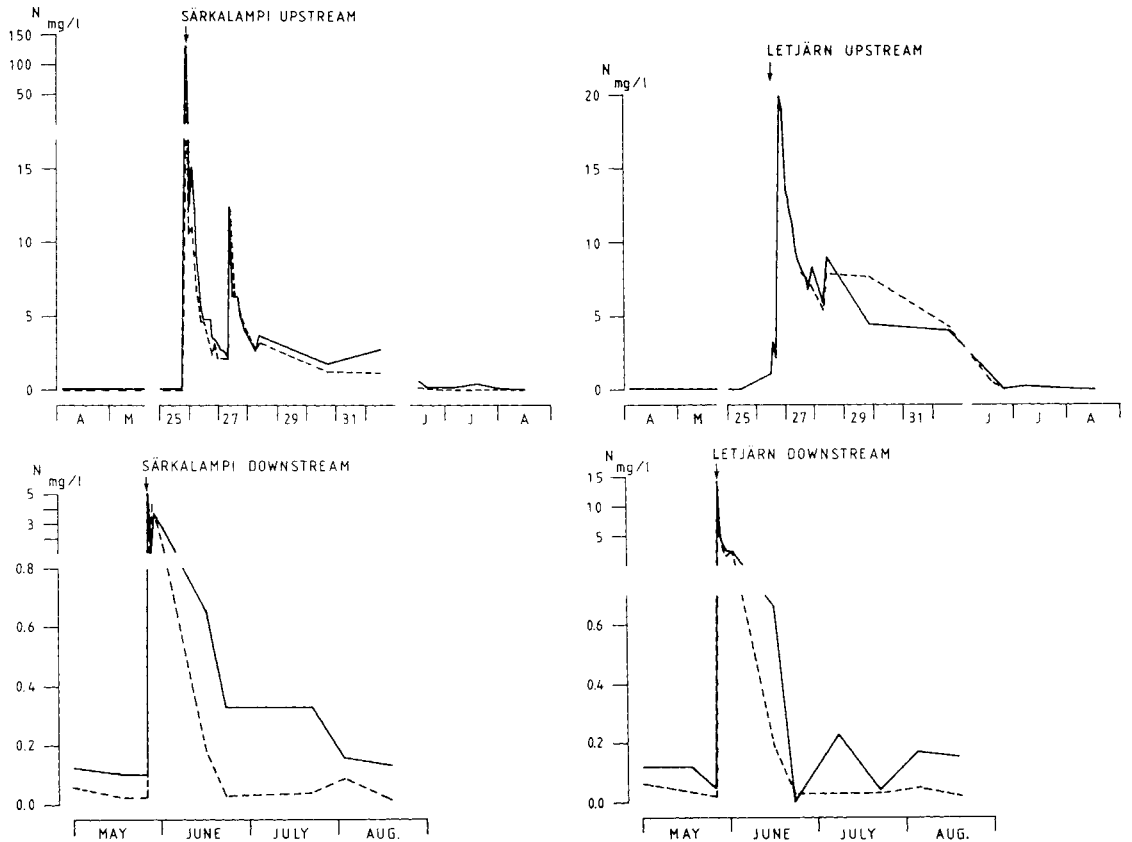 SÄRKALAMPI UPSTREAM
N
mg/l
150
100
50
15
10
5
0
A M 25 27 29 31 J J A
LETJÄRN UPSTREAM
N
mg/l
20
15
10
5
0
A M 25 27 29 31 J J A
SÄRKALAMPI DOWNSTREAM
N
mg/l
5
3
0.8
0.6
0.4
0.2
0.0
MAY JUNE JULY AUG.
LETJÄRN DOWNSTREAM
N
mg/l
15
10
5
0.6
0.4
0.2
0.0
MAY JUNE JULY AUG.